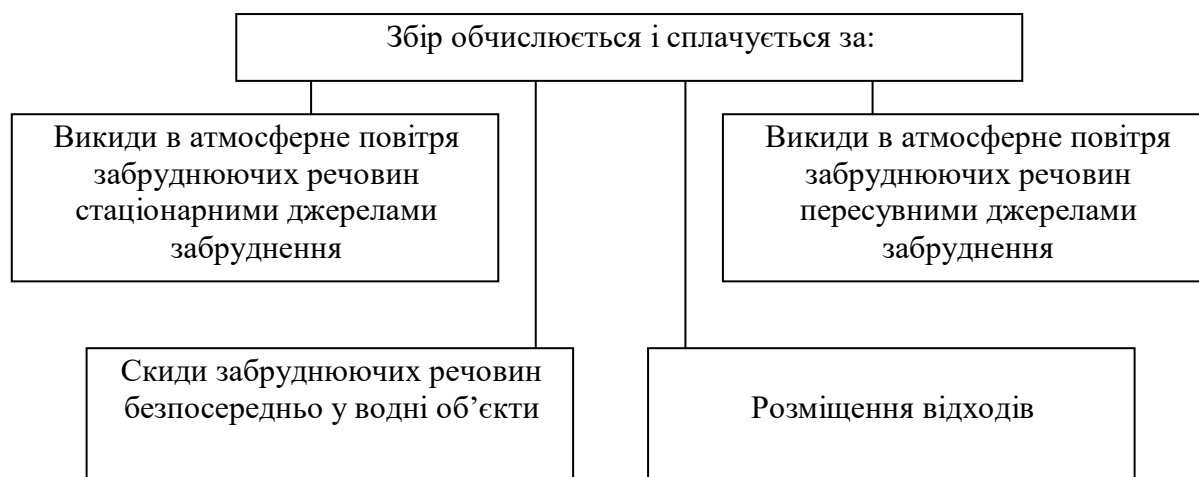 Збір обчислюється і сплачується за:
Викиди в атмосферне повітря
забруднюючих речовин
стаціонарними джерелами
забруднення
Викиди в атмосферне повітря
забруднюючих речовин
пересувними джерелами
забруднення
Скиди забруднюючих речовин
безпосередньо у водні об’єкти
Розміщення відходів